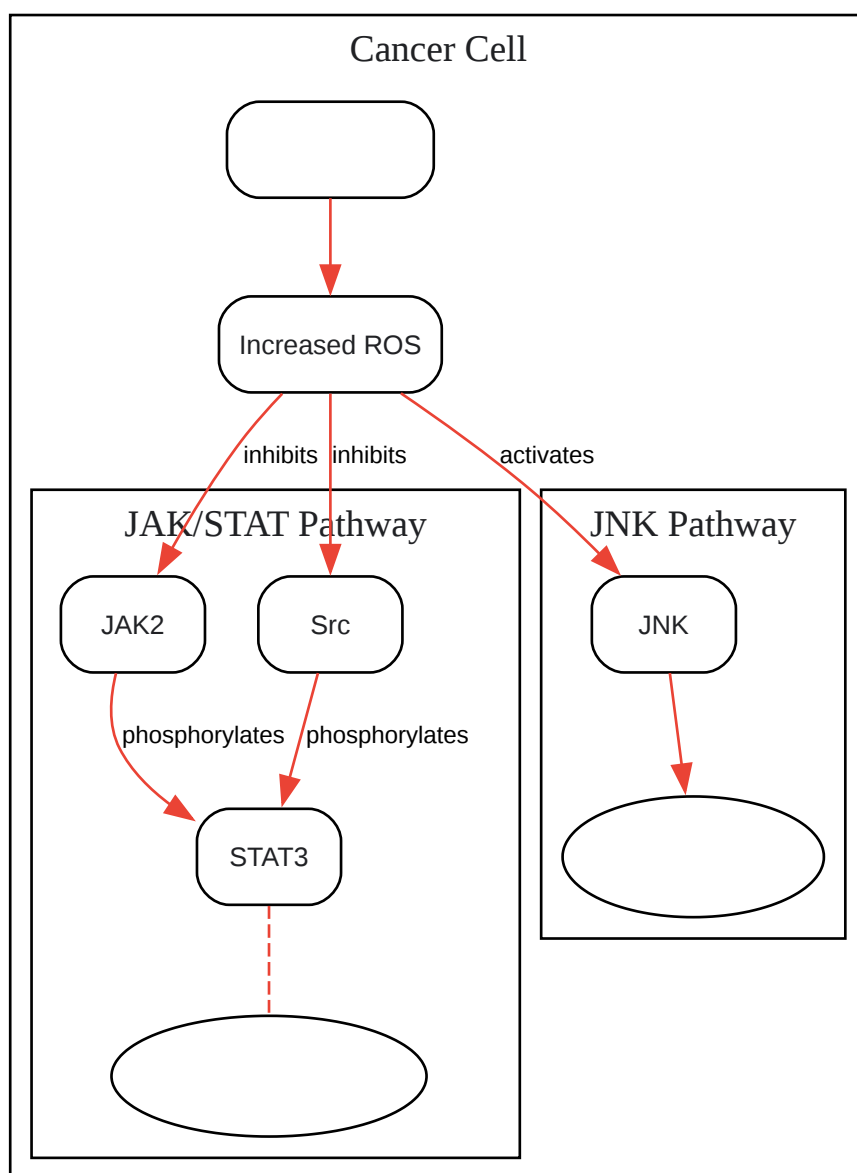 Cancer Cell
Increased ROS
inhibits
inhibits
activates
JAK/STAT Pathway
JNK Pathway
JAK2
Src
JNK
phosphorylates
phosphorylates
STAT3